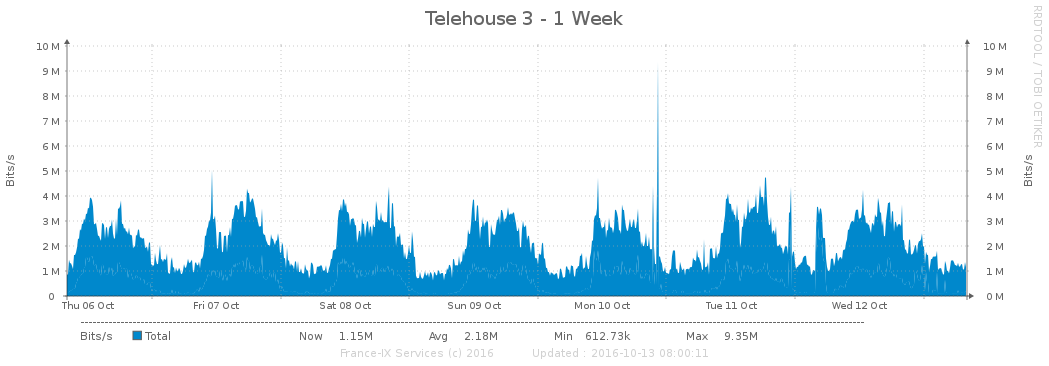 Telehouse 3 - 1 Week
RRDTOOL / TOBI OETIKER
10 M 10 M
9 M 9 M
8 M 8 M
7 M 7 M
6 M 6 M
5 M 5 M
4 M 4 M
3 M 3 M
2 M 2 M
1 M 1 M
0 0 M
Bits/s
Bits/s
Thu 06 Oct Fri 07 Oct Sat 08 Oct Sun 09 Oct Mon 10 Oct Tue 11 Oct Wed 12 Oct
Bits/s Total Now 1.15M Avg 2.18M Min 612.73k Max 9.35M
France-IX Services (c) 2016 Updated : 2016-10-13 08:00:11